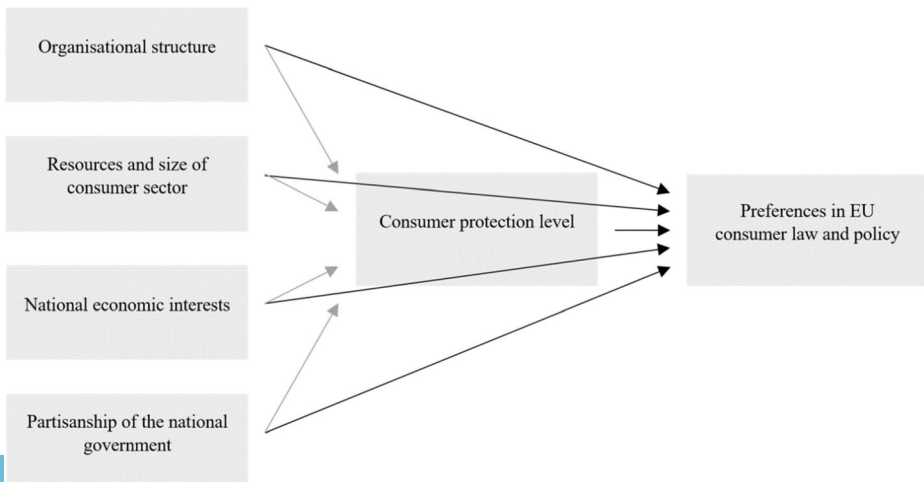 Organisational structure
Resources and size of
consumer sector
National economic interests
Partisanship of the national
government
Consumer protection level
Preferences in EU
consumer law and policy